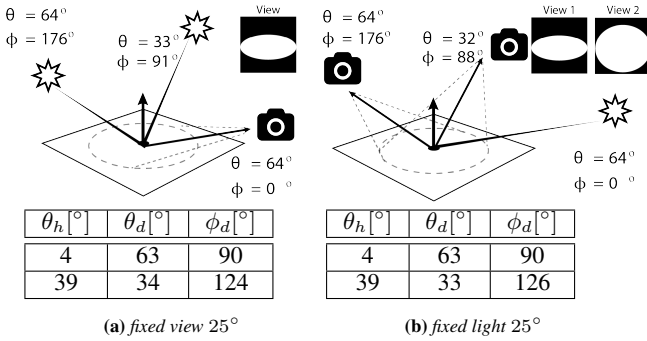 θ = 64°
φ = 176°
θ = 33°
φ = 91°
View
θ = 64°
φ = 0 °
θ_h[°] θ_d[°] φ_d[°]
4 63 90
39 34 124
(a) fixed view 25°
θ = 64°
φ = 176°
θ = 32°
φ = 88°
View 1 View 2
θ = 64°
φ = 0 °
θ_h[°] θ_d[°] φ_d[°]
4 63 90
39 33 126
(b) fixed light 25°